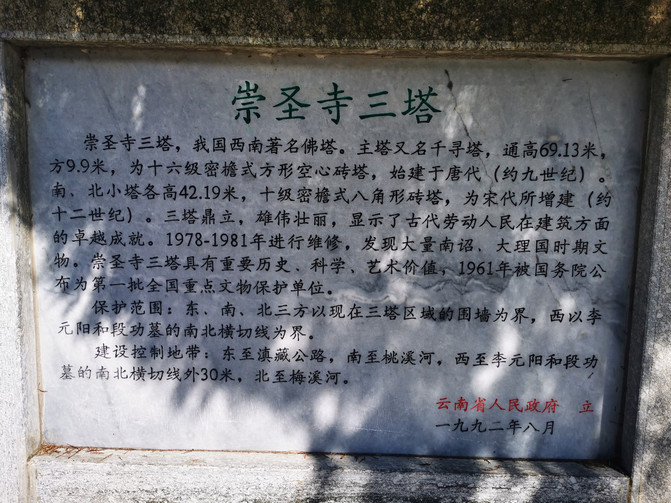 崇圣寺三塔
崇圣寺三塔，我国西南著名佛塔。主塔又名千寻塔，通高69.13米，
方9.9米，为十六级密檐式方形空心砖塔，始建于唐代（约九世纪）。
南、北小塔各高42.19米，十级密檐式八角形砖塔，为宋代所增建（约
十二世纪）。三塔鼎立，雄伟壮丽，显示了古代劳动人民在建筑方面
的卓越成就。1978-1981年进行维修，发现大量南诏、大理国时期文
物。崇圣寺三塔具有重要历史、科学、艺术价值，1961年被国务院公
布为第一批全国重点文物保护单位。
保护范围：东、南、北三方以现在三塔区域的围墙为界，西以李
元阳和段功墓的南北横切线为界。
建设控制地带：东至滇藏公路，南至桃溪河，西至李元阳和段功
墓的南北横切线外30米，北至梅溪河。
云南省人民政府 立
一九九二年八月